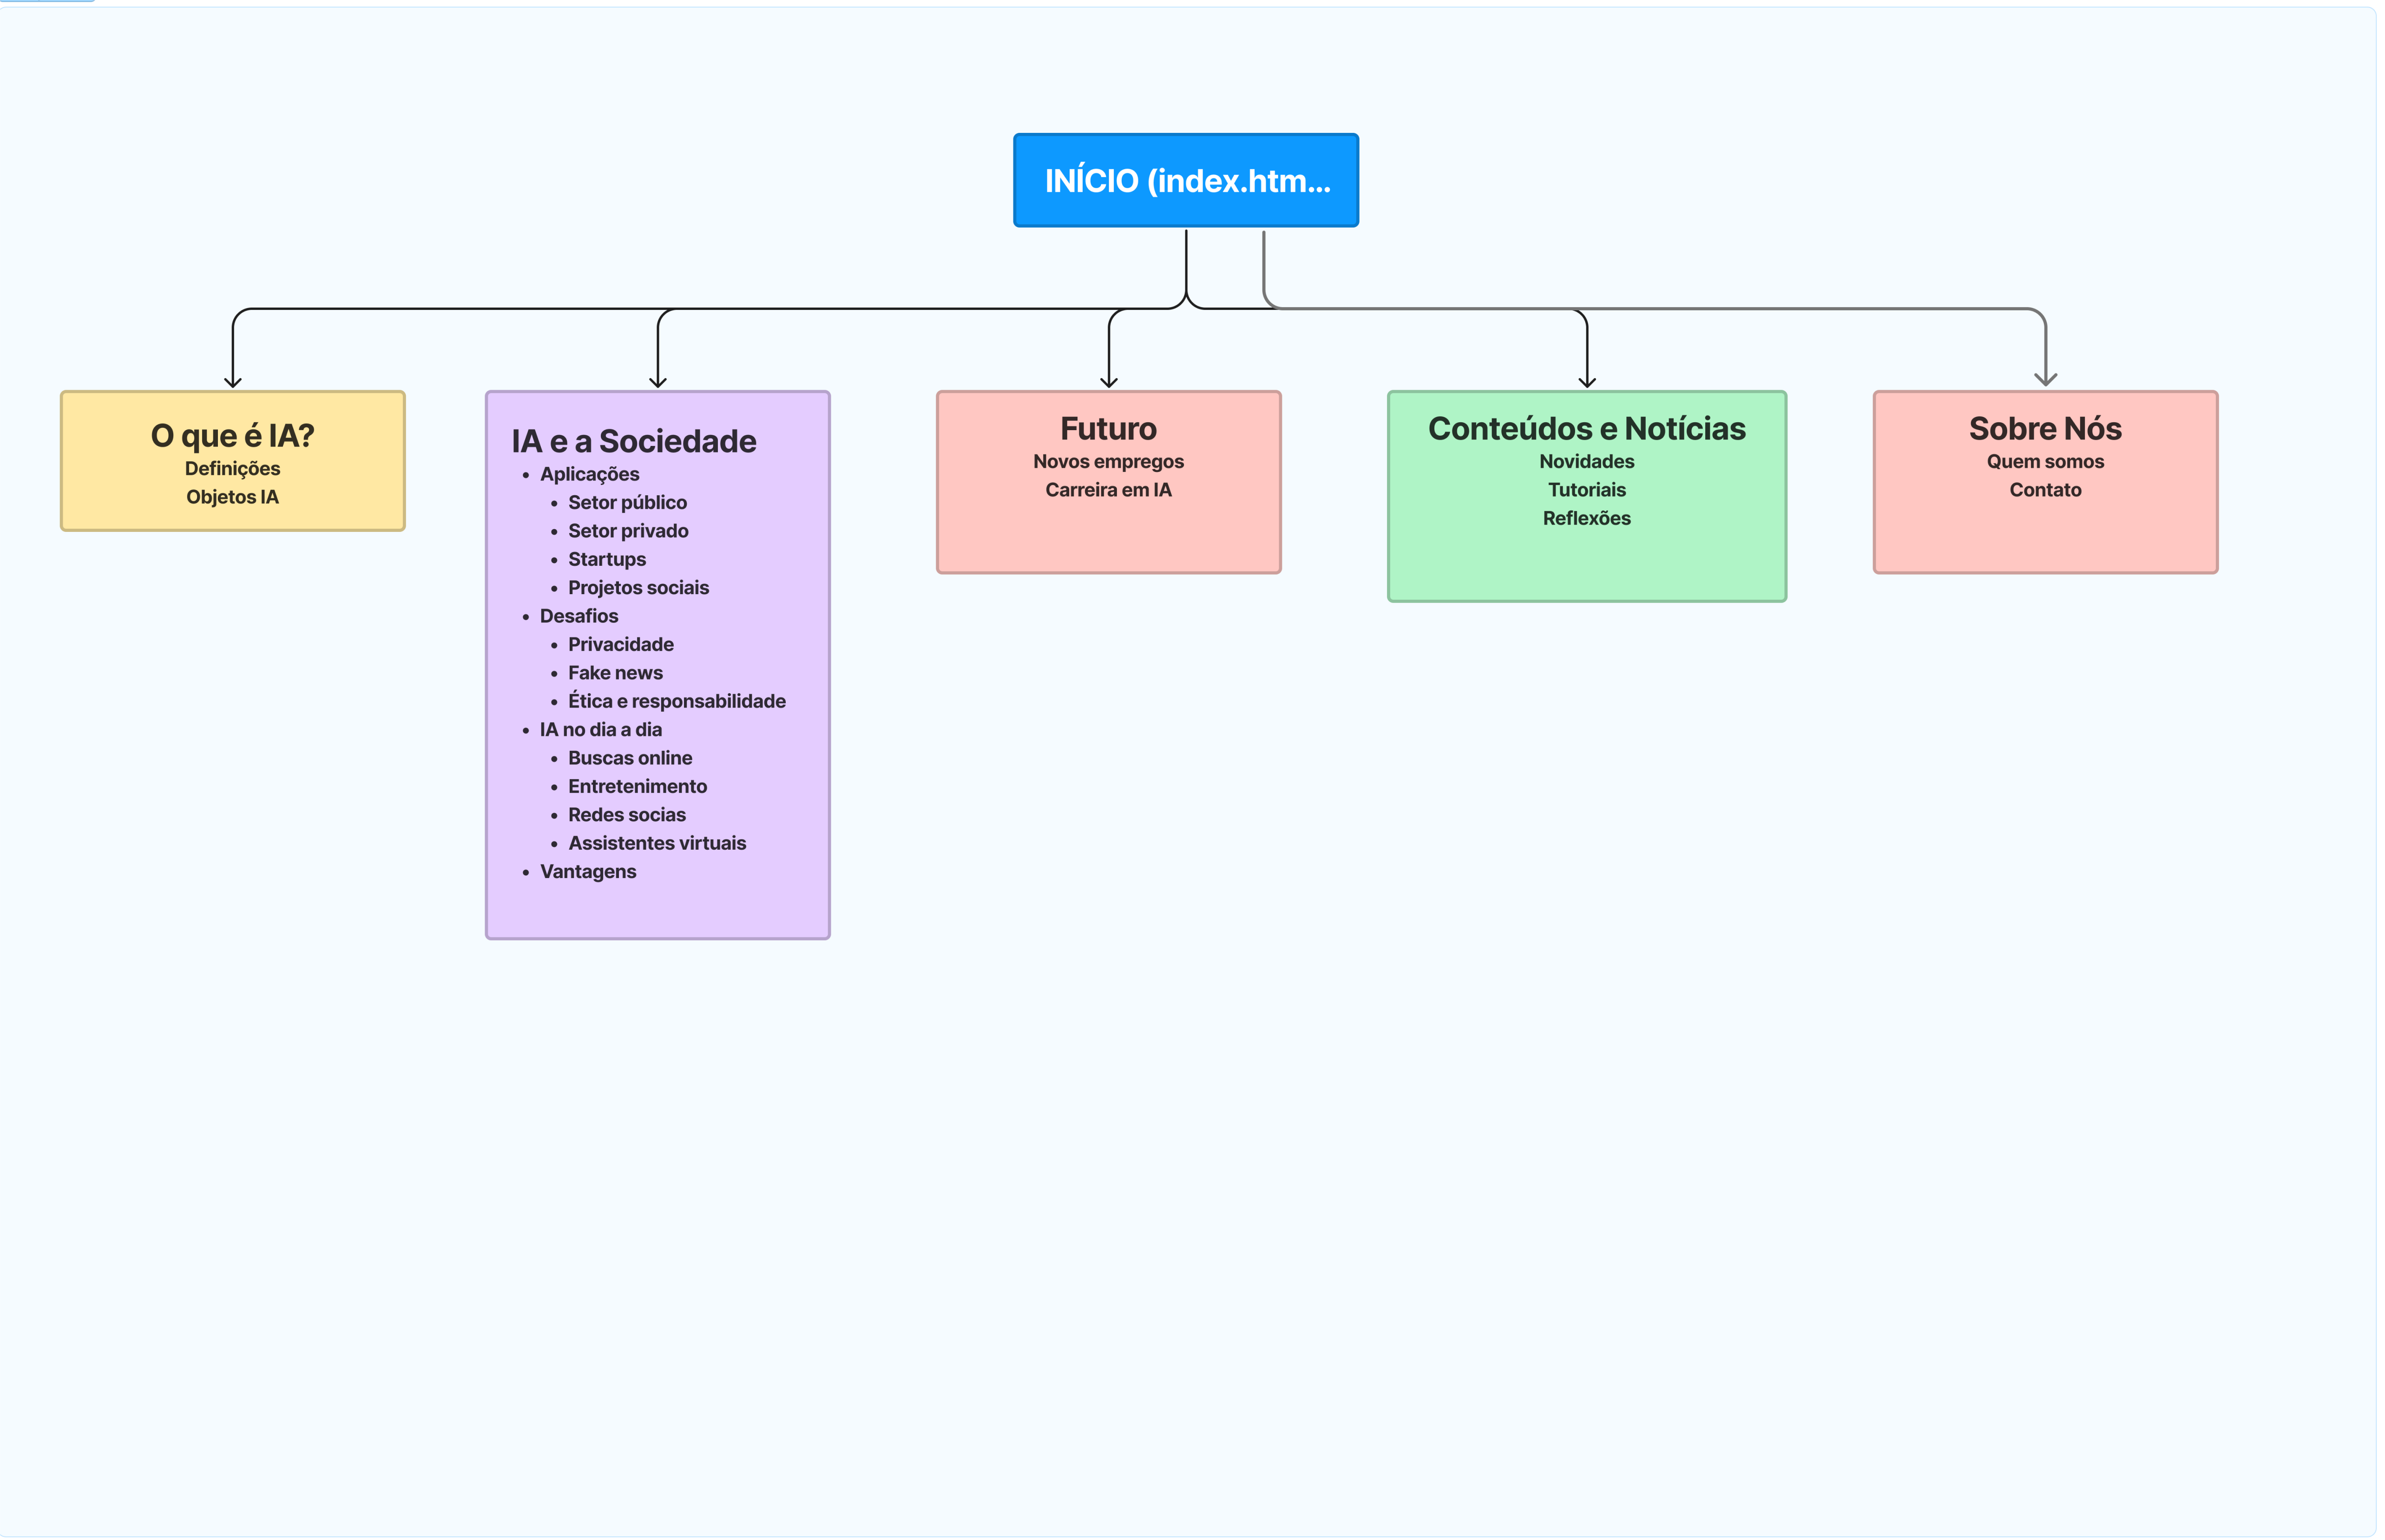 INÍCIO (index.htm...
O que é IA?
Definições
Objetos IA
IA e a Sociedade
• Aplicações
• Setor público
• Setor privado
• Startups
• Projetos sociais
• Desafios
• Privacidade
• Fake news
• Ética e responsabilidade
• IA no dia a dia
• Buscas online
• Entretenimento
• Redes socias
• Assistentes virtuais
• Vantagens
Futuro
Novos empregos
Carreira em IA
Conteúdos e Notícias
Novidades
Tutoriais
Reflexões
Sobre Nós
Quem somos
Contato